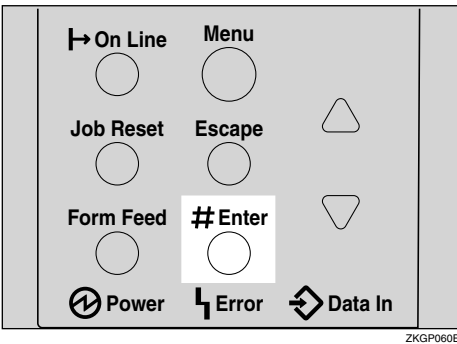 On Line Menu
Job Reset Escape
Form Feed # Enter
Power Error Data In
ZKGP060E